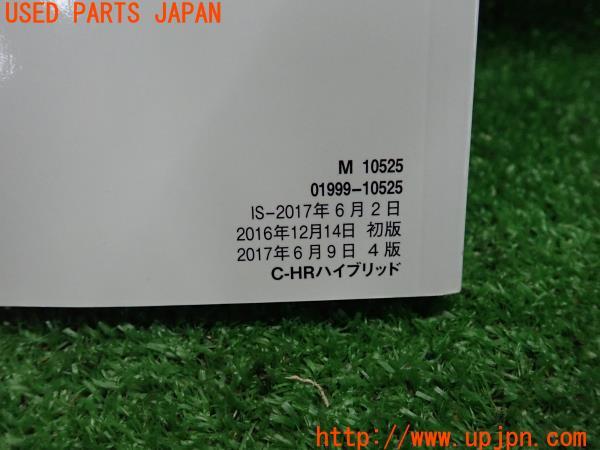 USED PARTS JAPAN
M 10525
01999-10525
IS-2017年6月2日
2016年12月14日 初版
2017年6月9日 4版
C-HRハイブリッド
http://www.upjpn.com/